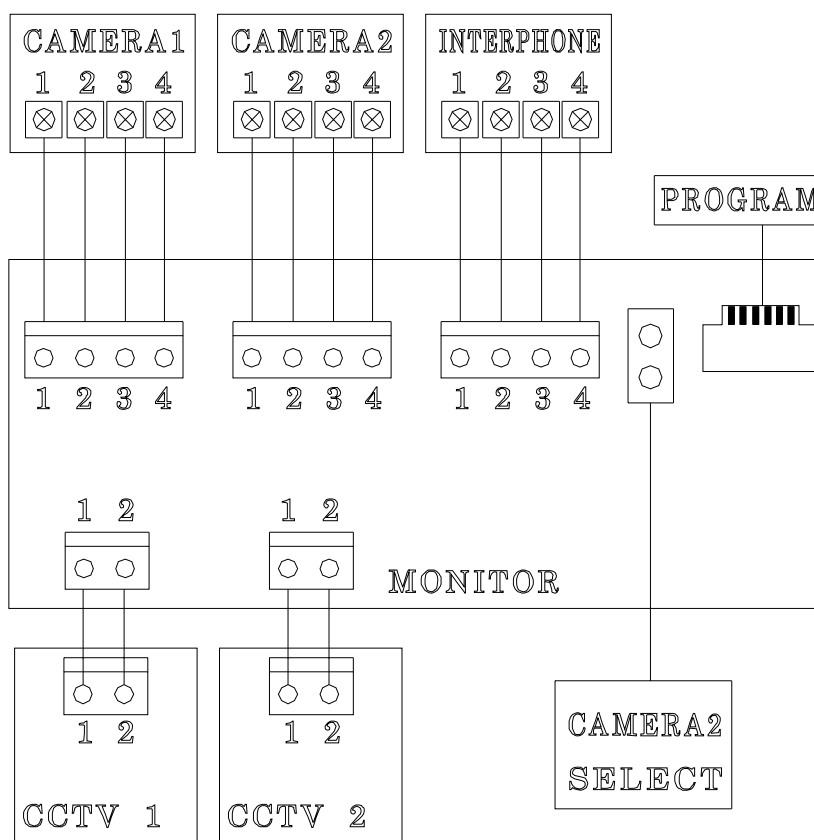 CAMERA1
1 2 3 4
CAMERA2
1 2 3 4
INTERPHONE
1 2 3 4
PROGRAM
1 2 3 4
1 2 3 4
1 2 3 4
1 2
1 2
MONITOR
1 2
CCTV 1
1 2
CCTV 2
CAMERA2
SELECT